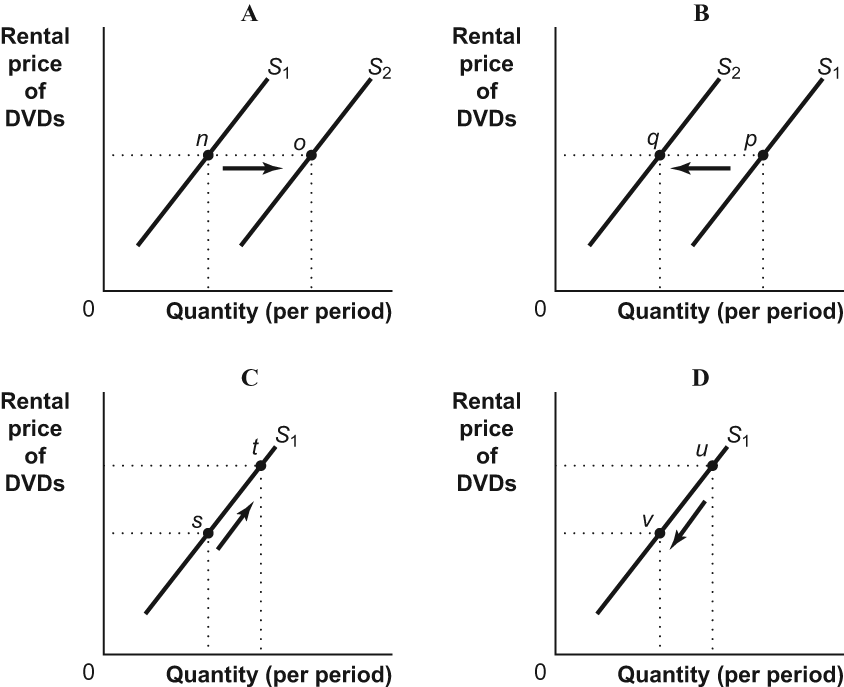 A
Rental
price
of
DVDs
S1
S2
n
o
0
Quantity (per period)
B
Rental
price
of
DVDs
S2
S1
q
p
0
Quantity (per period)
C
Rental
price
of
DVDs
S1
t
s
0
Quantity (per period)
D
Rental
price
of
DVDs
S1
u
v
0
Quantity (per period)